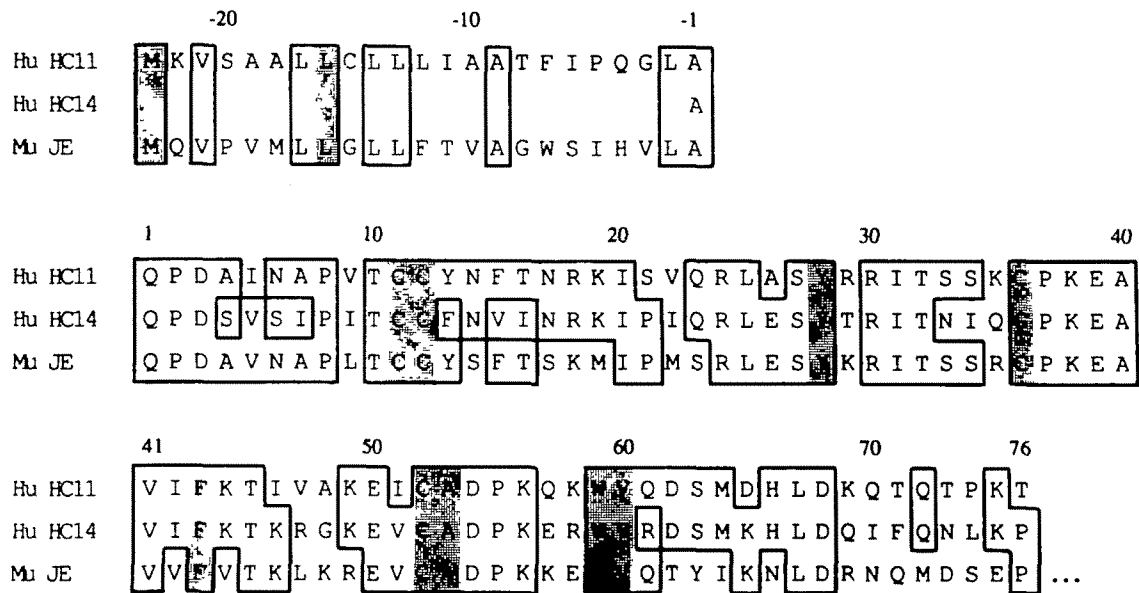 -20 -10 -1
Hu HC11 M K V S A A L L C L L L I A A T F I P Q G L A
Hu HC14 A
Mu JE M Q V P V M L L G L L F T V A G W S I H V L A
1 10 20 30 40
Hu HC11 Q P D A I N A P V T C C Y N F T N R K I S V Q R L A S Y R R I T S S K C P K E A
Hu HC14 Q P D S V S I P I T C C F N V I N R K I P I Q R L E S Y T R I T N I Q C P K E A
Mu JE Q P D A V N A P L T C C Y S F T S K M I P M S R L E S Y K R I T S S R C P K E A
41 50 60 70 76
Hu HC11 V I F K T I V A K E I C A D P K Q K W V Q D S M D H L D K Q T Q T P K T
Hu HC14 V I F K T K R G K E V C A D P K E R W V R D S M K H L D Q I F Q N L K P
Mu JE V V F V T K L K R E V C A D P K K E Q T Y I K N L D R N Q M D S E P ...